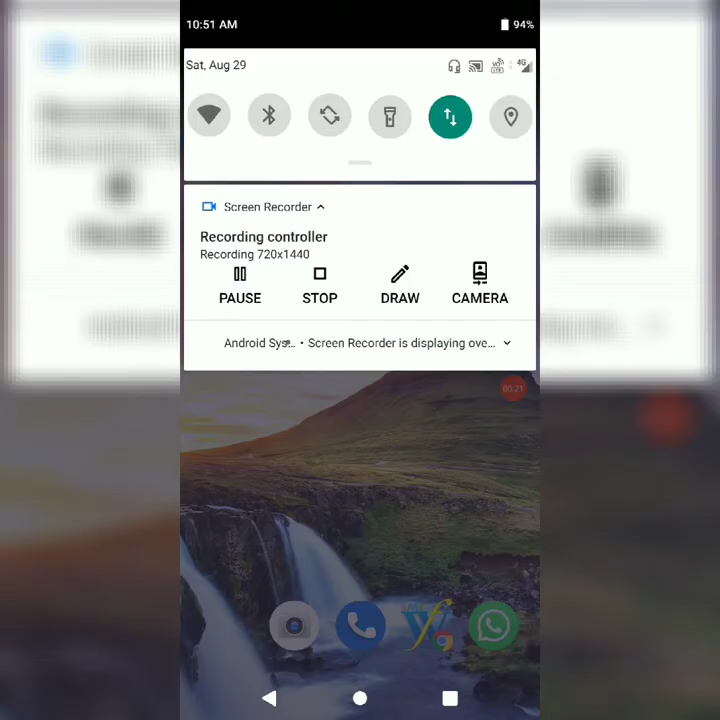 10:51 AM
94%
Sat, Aug 29
4G
Screen Recorder
Recording controller
Recording 720x1440
PAUSE STOP DRAW CAMERA
Android Sys... • Screen Recorder is displaying ove...
00:21